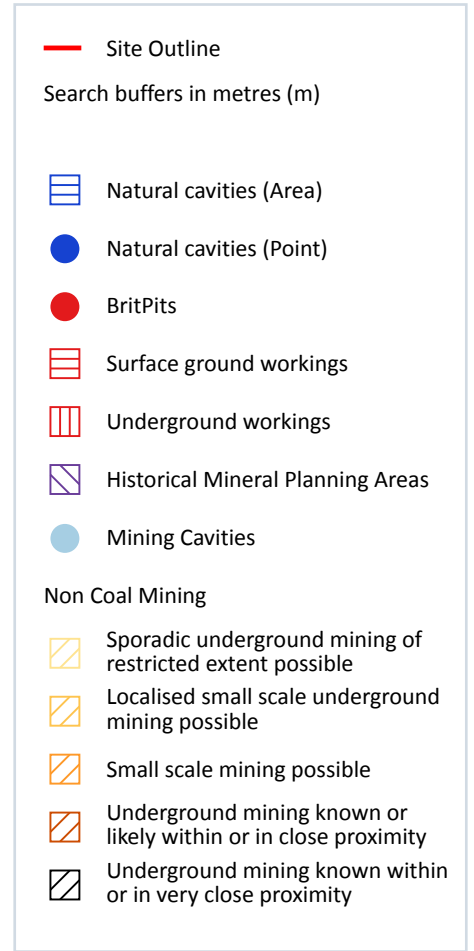 Site Outline
Search buffers in metres (m)
Natural cavities (Area)
Natural cavities (Point)
BritPits
Surface ground workings
Underground workings
Historical Mineral Planning Areas
Mining Cavities
Non Coal Mining
Sporadic underground mining of
restricted extent possible
Localised small scale underground
mining possible
Small scale mining possible
Underground mining known or
likely within or in close proximity
Underground mining known within
or in very close proximity